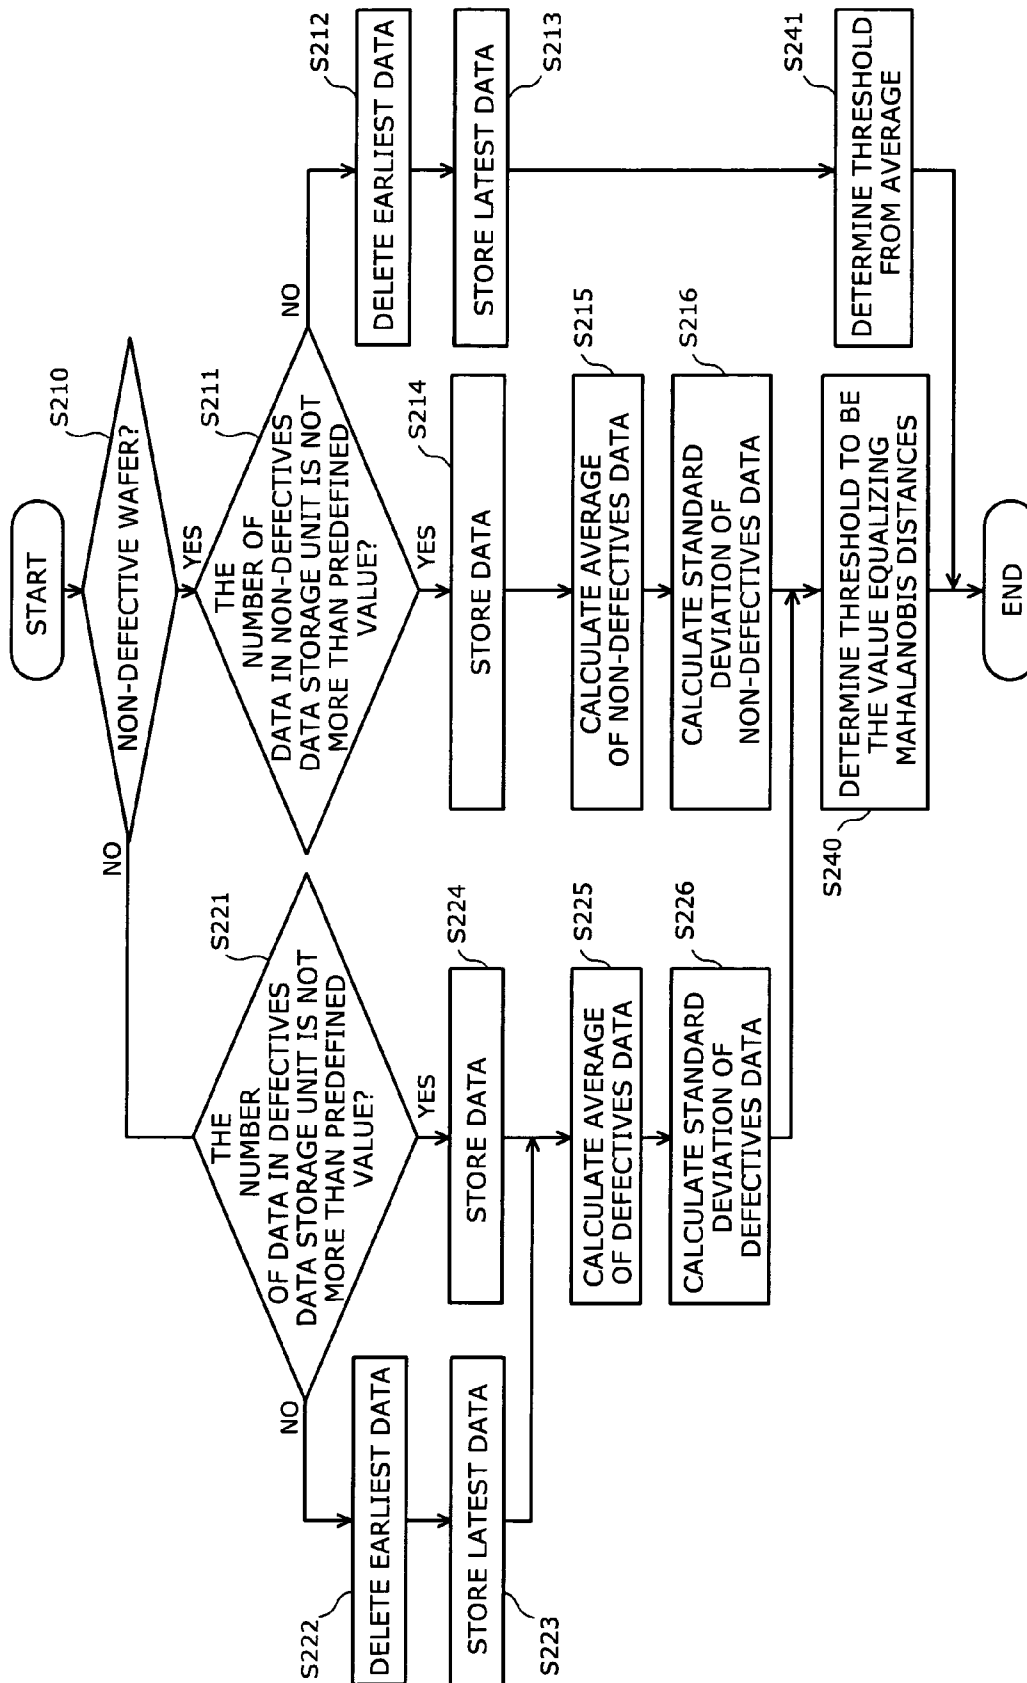 START
S210
NON-DEFECTIVE WAFER?
NO
YES
S221
THE
NUMBER
OF DATA IN DEFECTIVES
DATA STORAGE UNIT IS NOT
MORE THAN PREDEFINED
VALUE?
S211
THE
NUMBER OF
DATA IN NON-DEFECTIVES
DATA STORAGE UNIT IS NOT
MORE THAN PREDEFINED
VALUE?
NO
YES
YES
NO
S222
DELETE EARLIEST DATA
S212
DELETE EARLIEST DATA
S223
STORE LATEST DATA
S224
STORE DATA
S214
STORE DATA
S213
STORE LATEST DATA
S225
CALCULATE AVERAGE
OF DEFECTIVES DATA
S215
CALCULATE AVERAGE
OF NON-DEFECTIVES DATA
S226
CALCULATE STANDARD
DEVIATION OF
DEFECTIVES DATA
S216
CALCULATE STANDARD
DEVIATION OF
NON-DEFECTIVES DATA
S240
DETERMINE THRESHOLD TO BE
THE VALUE EQUALIZING
MAHALANOBIS DISTANCES
S241
DETERMINE THRESHOLD
FROM AVERAGE
END